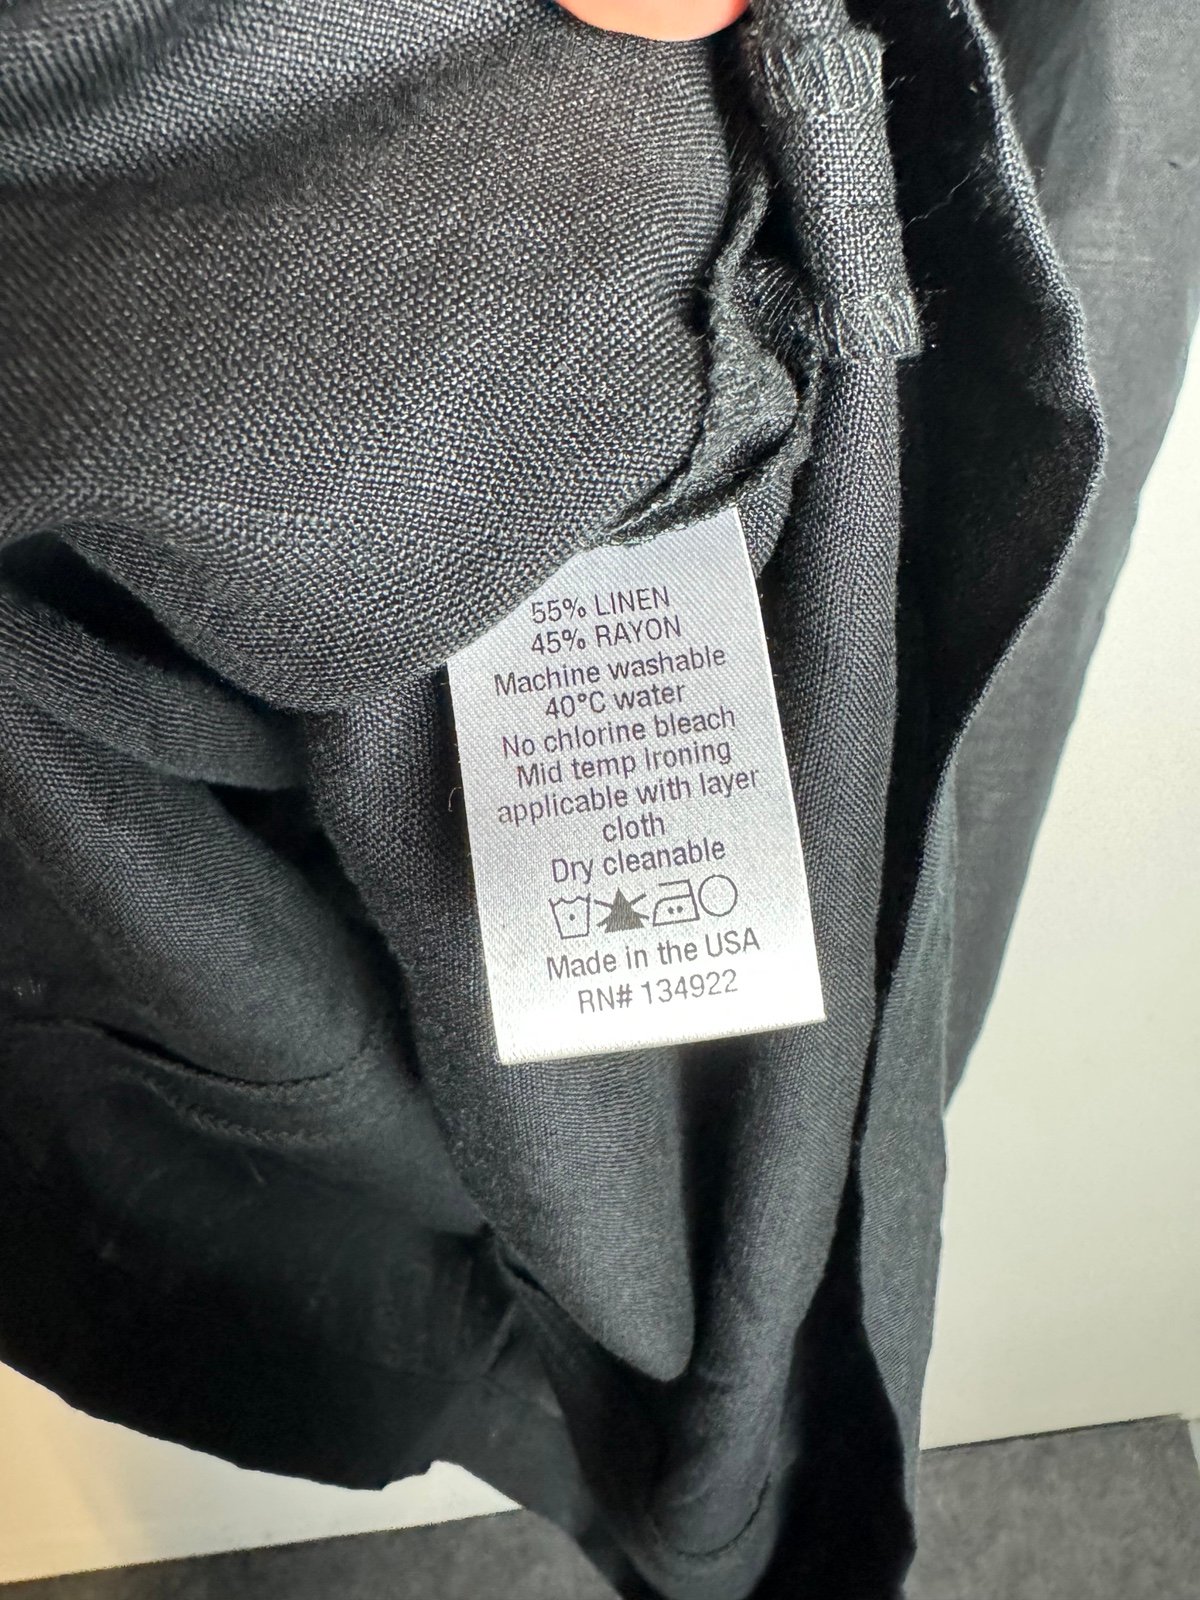 55% LINEN
45% RAYON
Machine washable
40°C water
No chlorine bleach
Mid temp Ironing
applicable with layer
cloth
Dry cleanable
Made in the USA
RN# 134922